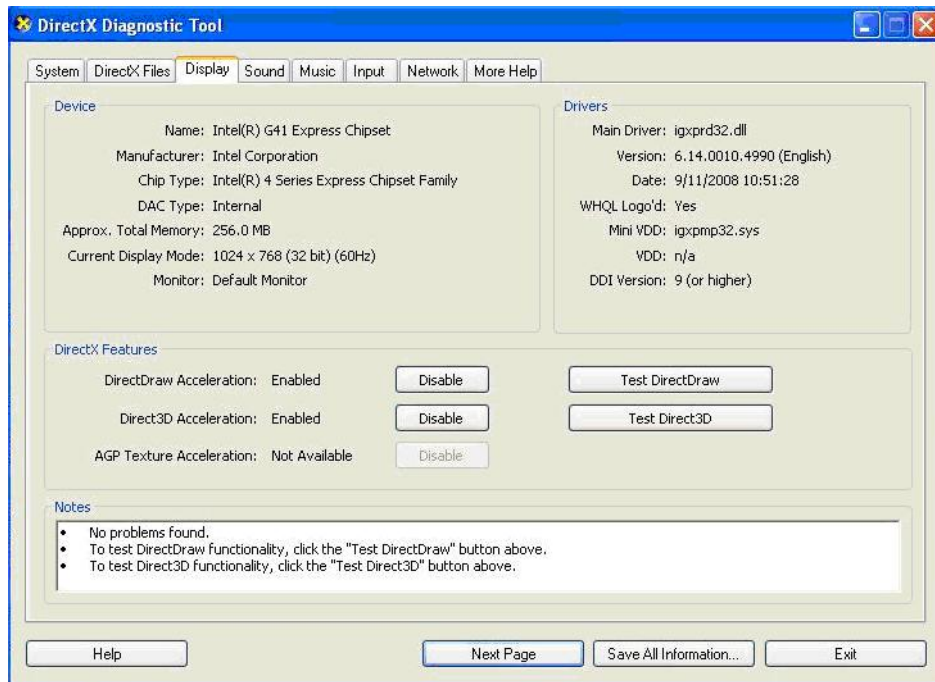 DirectX Diagnostic Tool
System DirectX Files Display Sound Music Input Network More Help
Device
Name: Intel(R) G41 Express Chipset
Manufacturer: Intel Corporation
Chip Type: Intel(R) 4 Series Express Chipset Family
DAC Type: Internal
Approx. Total Memory: 256.0 MB
Current Display Mode: 1024 x 768 (32 bit) (60Hz)
Monitor: Default Monitor
Drivers
Main Driver: igxprd32.dll
Version: 6.14.0010.4990 (English)
Date: 9/11/2008 10:51:28
WHQL Logo'd: Yes
Mini VDD: igxpmp32.sys
VDD: n/a
DDI Version: 9 (or higher)
DirectX Features
DirectDraw Acceleration: Enabled Disable Test DirectDraw
Direct3D Acceleration: Enabled Disable Test Direct3D
AGP Texture Acceleration: Not Available Disable
Notes
• No problems found.
• To test DirectDraw functionality, click the "Test DirectDraw" button above.
• To test Direct3D functionality, click the "Test Direct3D" button above.
Help Next Page Save All Information... Exit